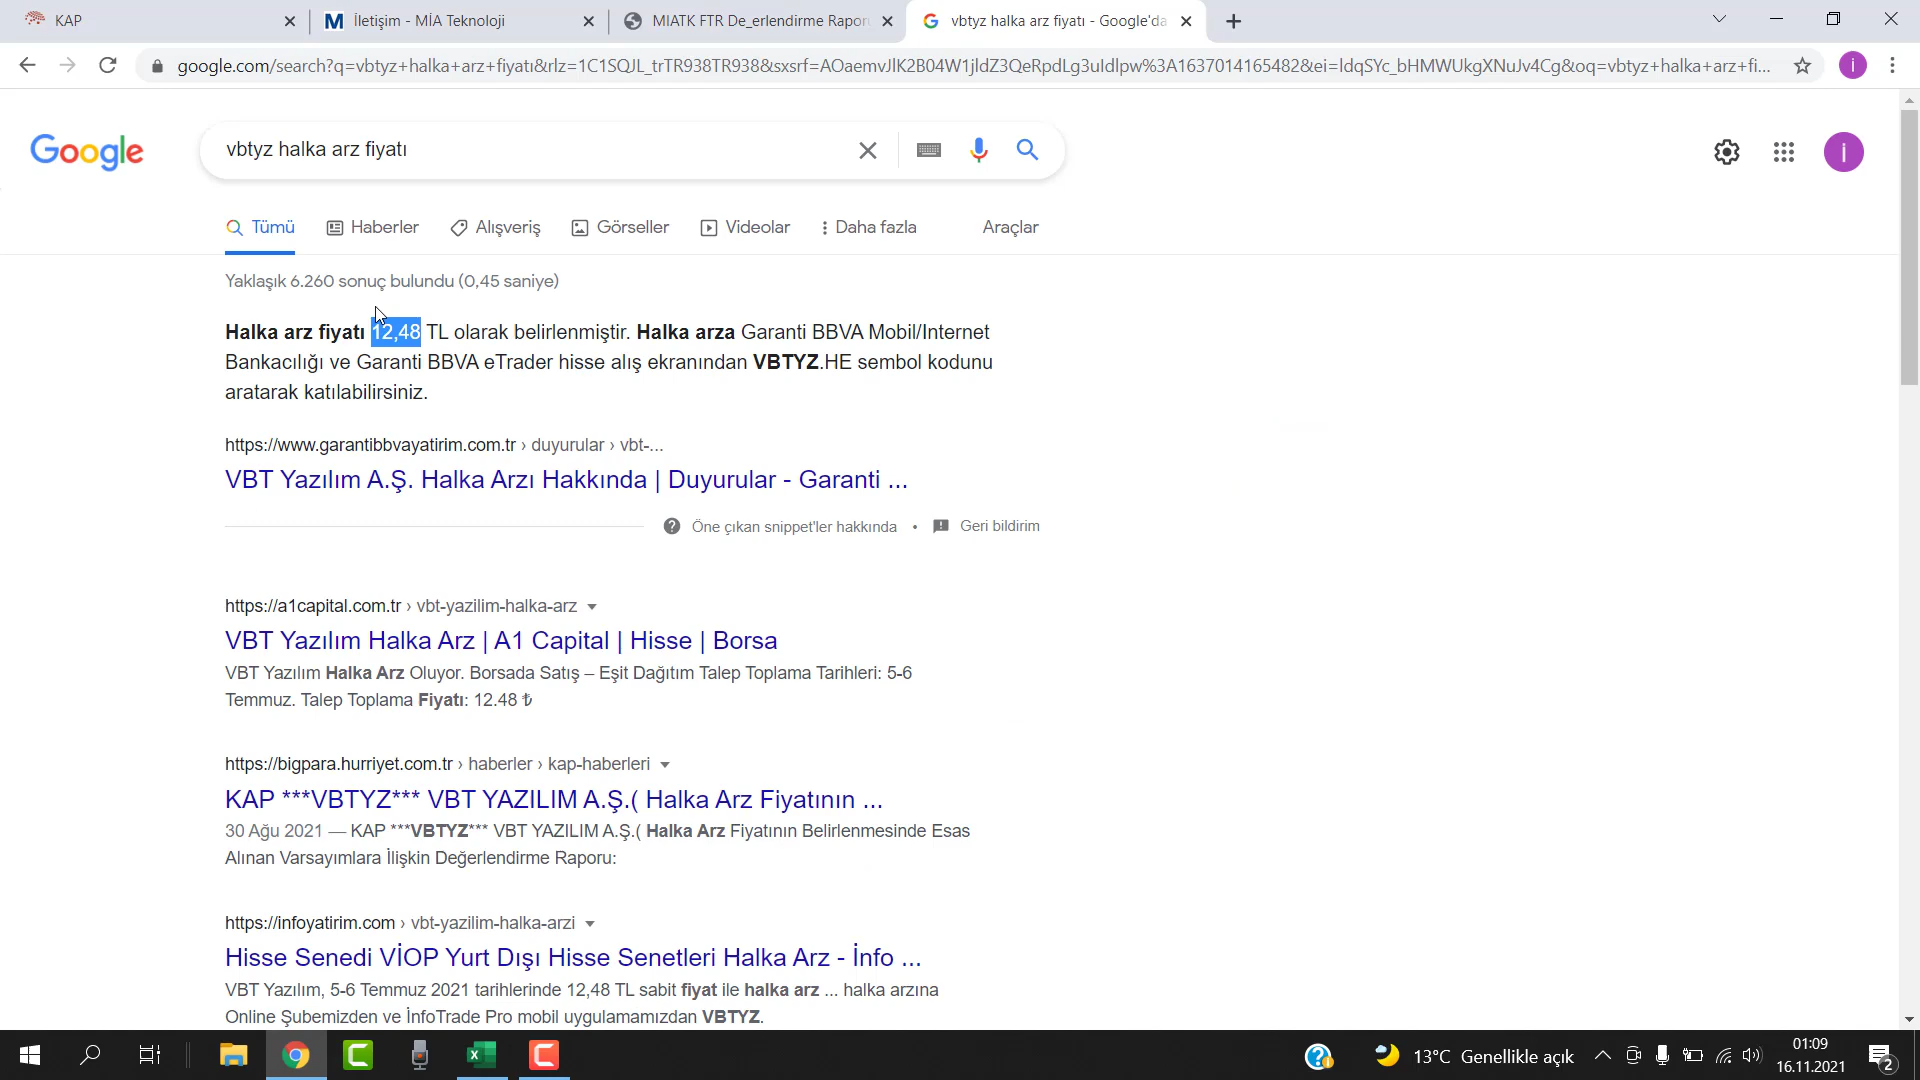 KAP
İletişim - MİA Teknoloji
MIATK FTR De_erlendirme Raporu
vbtyz halka arz fiyatı - Google'da
google.com/search?q=vbtyz+halka+arz+fiyatı&rlz=1C1SQJL_trTR938TR938&sxsrf=AOaemvJlK2B04W1jldZ3QeRpdLg3uIdlpw%3A1637014165482&ei=ldqSYc_bHMWUkgXNuJv4Cg&oq=vbtyz+halka+arz+fi...
i
Google
vbtyz halka arz fiyatı
i
Tümü
Haberler
Alışveriş
Görseller
Videolar
Daha fazla
Araçlar
Yaklaşık 6.260 sonuç bulundu (0,45 saniye)
Halka arz fiyatı 12,48 TL olarak belirlenmiştir. Halka arza Garanti BBVA Mobil/Internet
Bankacılığı ve Garanti BBVA eTrader hisse alış ekranından VBTYZ.HE sembol kodunu
aratarak katılabilirsiniz.
https://www.garantibbvayatirim.com.tr › duyurular › vbt-...
VBT Yazılım A.Ş. Halka Arzı Hakkında | Duyurular - Garanti ...
Öne çıkan snippet'ler hakkında • Geri bildirim
https://a1capital.com.tr › vbt-yazilim-halka-arz
VBT Yazılım Halka Arz | A1 Capital | Hisse | Borsa
VBT Yazılım Halka Arz Oluyor. Borsada Satış – Eşit Dağıtım Talep Toplama Tarihleri: 5-6
Temmuz. Talep Toplama Fiyatı: 12.48 ₺
https://bigpara.hurriyet.com.tr › haberler › kap-haberleri
KAP ***VBTYZ*** VBT YAZILIM A.Ş.( Halka Arz Fiyatının ...
30 Ağu 2021 — KAP ***VBTYZ*** VBT YAZILIM A.Ş.( Halka Arz Fiyatının Belirlenmesinde Esas
Alınan Varsayımlara İlişkin Değerlendirme Raporu:
https://infoyatirim.com › vbt-yazilim-halka-arzi
Hisse Senedi VİOP Yurt Dışı Hisse Senetleri Halka Arz - İnfo ...
VBT Yazılım, 5-6 Temmuz 2021 tarihlerinde 12,48 TL sabit fiyat ile halka arz ... halka arzına
Online Şubemizden ve İnfoTrade Pro mobil uygulamamızdan VBTYZ.
13°C Genellikle açık
01:09
16.11.2021
2